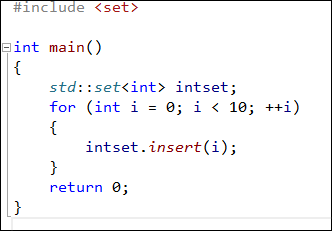 #include <set>
int main()
{
    std::set<int> intset;
    for (int i = 0; i < 10; ++i)
    {
        intset.insert(i);
    }
    return 0;
}